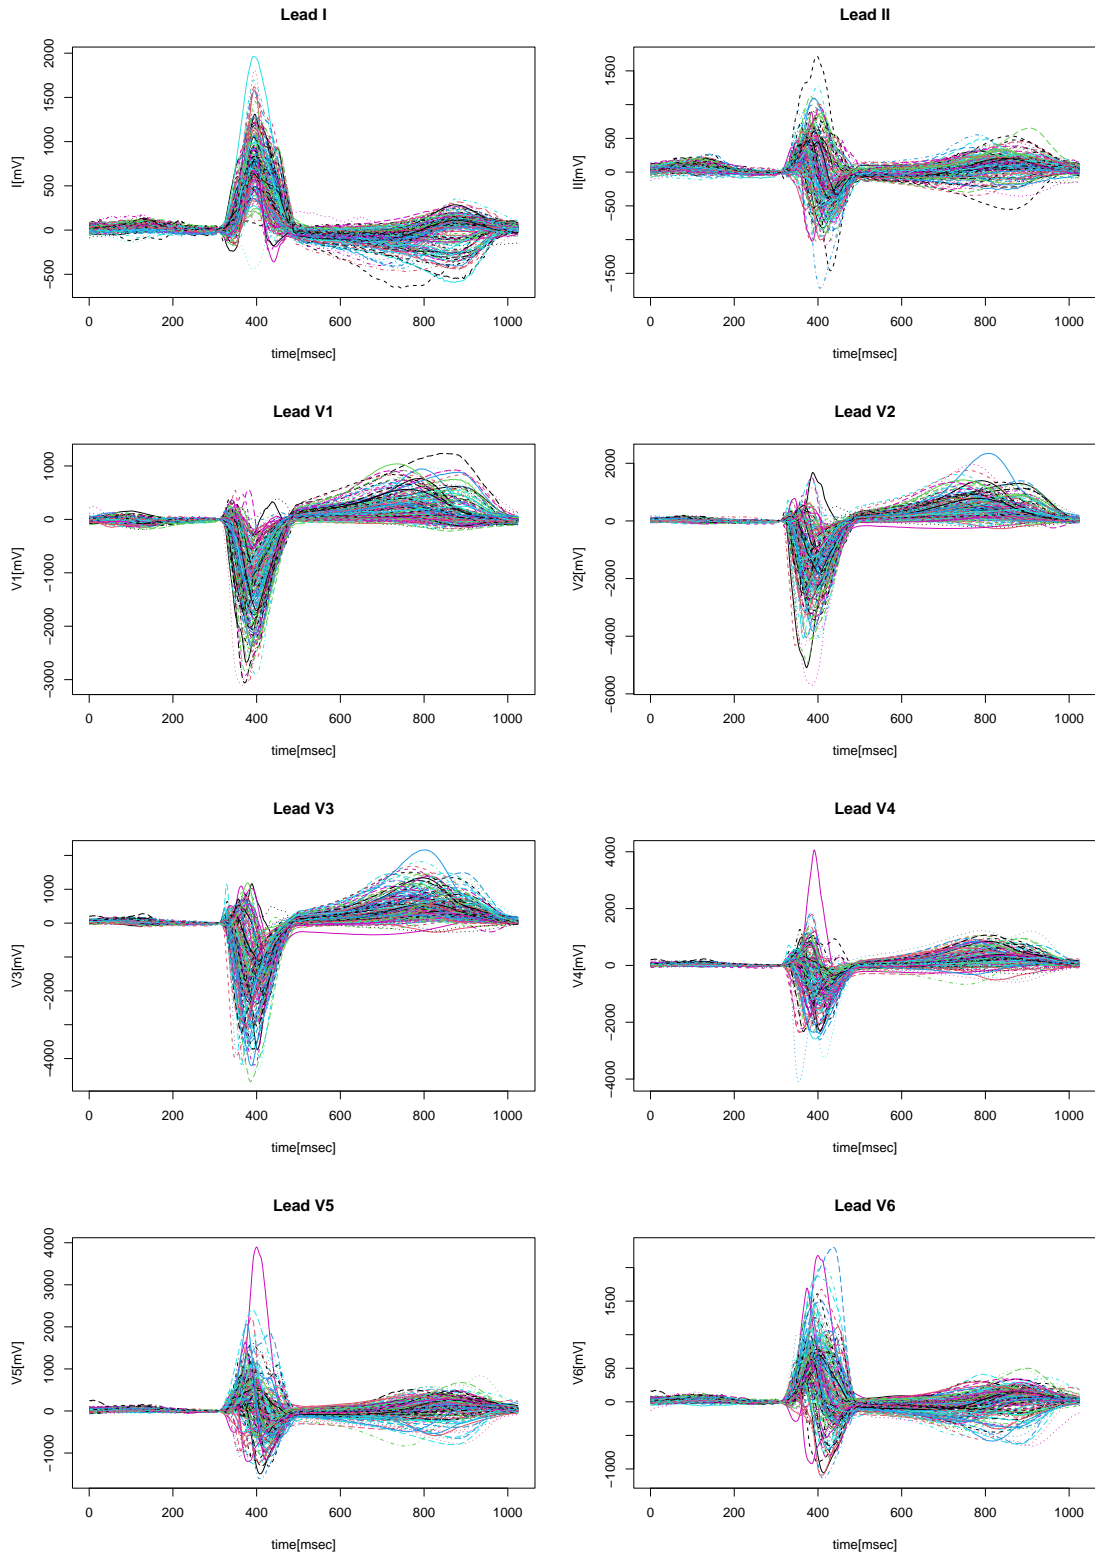 Lead I
I[mV]
2000
1500
1000
500
0
−500
0 200 400 600 800 1000
time[msec]
Lead II
II[mV]
1500
500
0
−500
−1500
0 200 400 600 800 1000
time[msec]
Lead V1
V1[mV]
1000
0
−1000
−2000
−3000
0 200 400 600 800 1000
time[msec]
Lead V2
V2[mV]
2000
0
−2000
−4000
−6000
0 200 400 600 800 1000
time[msec]
Lead V3
V3[mV]
1000
0
−2000
−4000
0 200 400 600 800 1000
time[msec]
Lead V4
V4[mV]
4000
2000
0
−2000
−4000
0 200 400 600 800 1000
time[msec]
Lead V5
V5[mV]
4000
3000
2000
1000
0
−1000
0 200 400 600 800 1000
time[msec]
Lead V6
V6[mV]
1500
500
0
−1000
0 200 400 600 800 1000
time[msec]